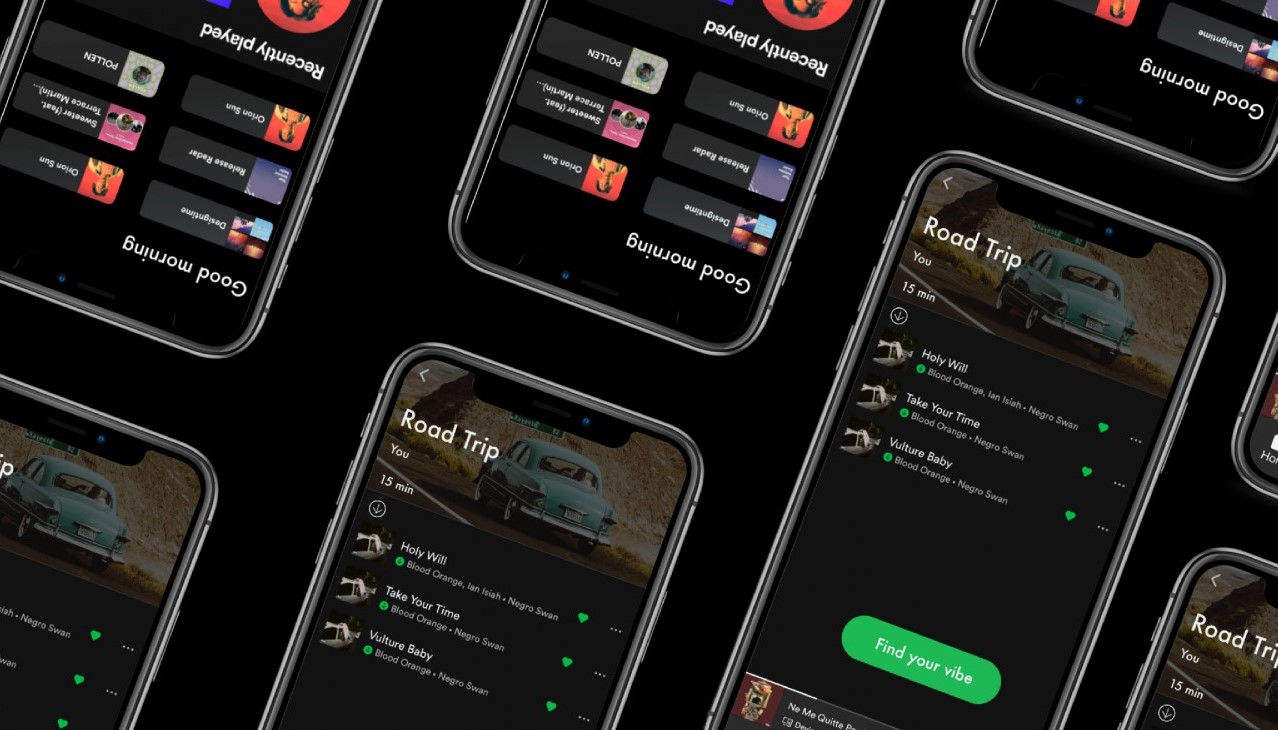 Good morning
Designtime
Orion Sun
Release Radar
Sweeter (feat.
Terrace Martin)...
Orion Sun
POLLEN
Recently played
Good morning
Designtime
Orion Sun
Release Radar
Sweeter (feat.
Terrace Martin)...
Orion Sun
POLLEN
Recently played
Good morning
Designtime
Road Trip
You
15 min
Holy Will
Blood Orange, Ian Isiah • Negro Swan
Take Your Time
Blood Orange • Negro Swan
Vulture Baby
Blood Orange • Negro Swan
Find your vibe
Ne Me Quitte
• Negro Swan
Road Trip
You
15 min
Holy Will
Blood Orange, Ian Isiah • Negro Swan
Take Your Time
Blood Orange • Negro Swan
Vulture Baby
Blood Orange • Negro Swan
Road Trip
You
15 min